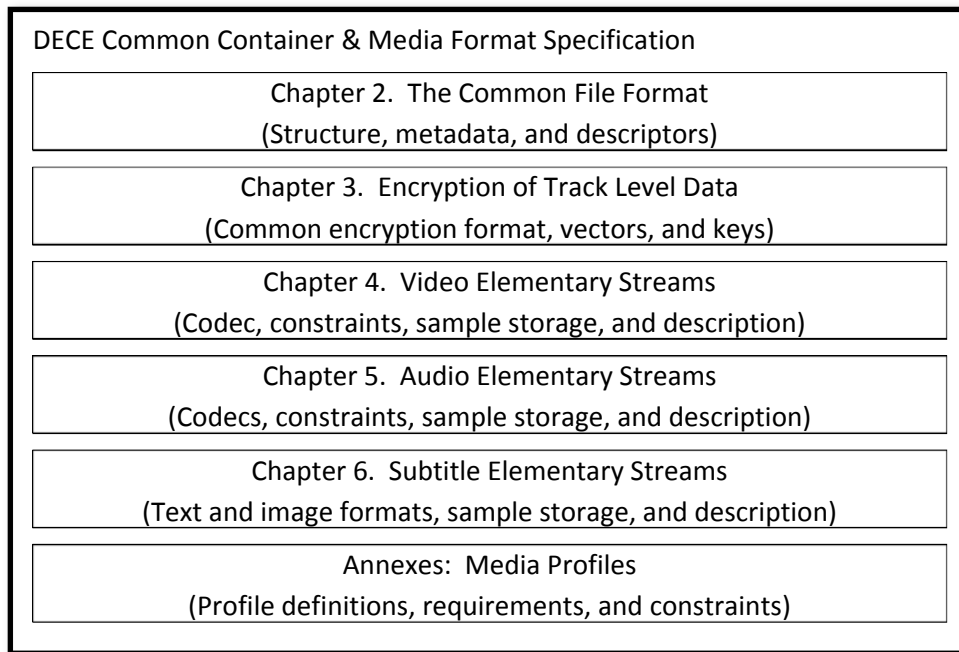 DECE Common Container & Media Format Specification
Chapter 2.  The Common File Format
(Structure, metadata, and descriptors)
Chapter 3.  Encryption of Track Level Data
(Common encryption format, vectors, and keys)
Chapter 4.  Video Elementary Streams
(Codec, constraints, sample storage, and description)
Chapter 5.  Audio Elementary Streams
(Codecs, constraints, sample storage, and description)
Chapter 6.  Subtitle Elementary Streams
(Text and image formats, sample storage, and description)
Annexes:  Media Profiles
(Profile definitions, requirements, and constraints)